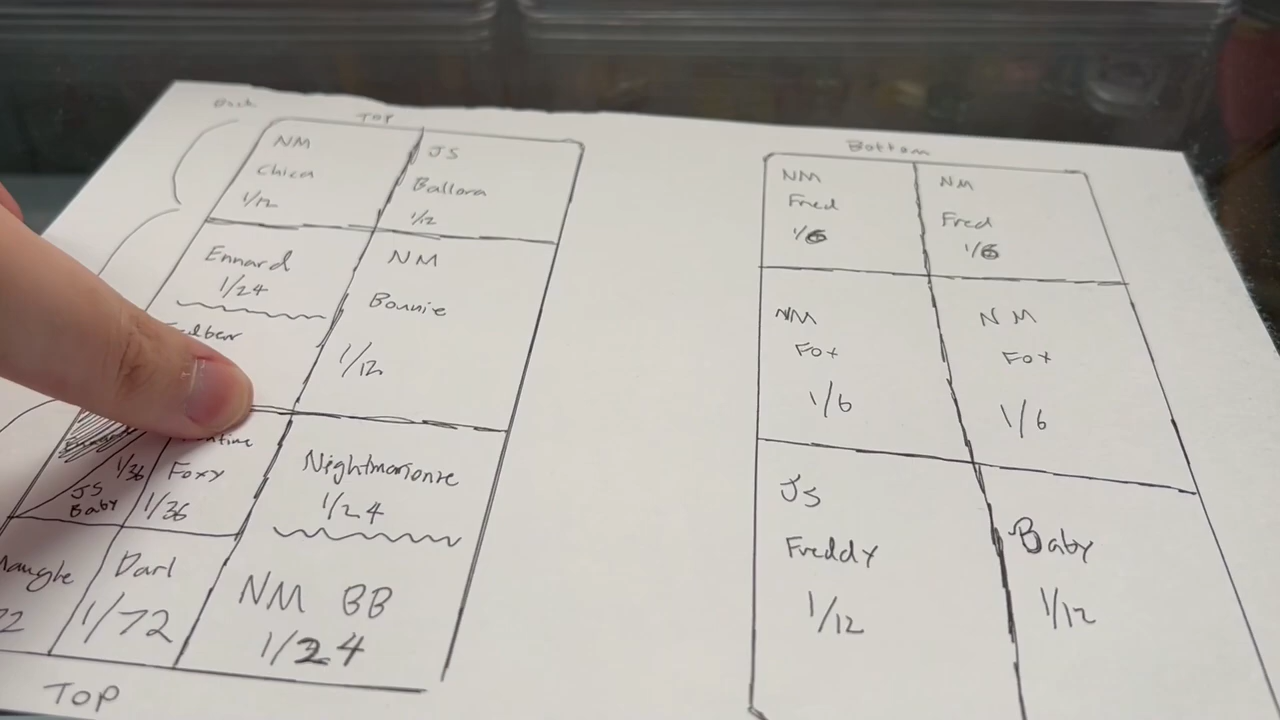 Back
TOP
NM
Chica
1/12
JS
Ballora
1/12
Ennard
1/24
NM
Bonnie
1/12
Foxy
1/36
1/36
JS
Baby
Nightmarionne
1/24
Darl
1/72
NM BB
1/24
TOP
Bottom
NM
Fred
1/6
NM
Fred
1/6
NM
Fox
1/6
NM
Fox
1/6
JS
Freddy
1/12
Baby
1/12